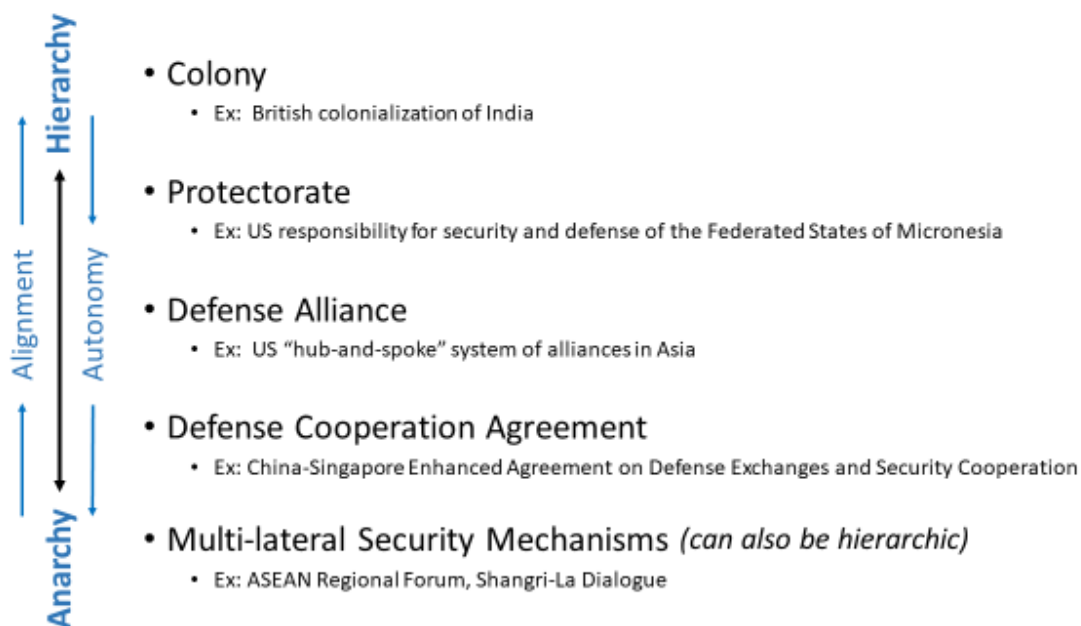 Hierarchy
Alignment
Autonomy
Anarchy
• Colony
• Ex: British colonialization of India
• Protectorate
• Ex: US responsibility for security and defense of the Federated States of Micronesia
• Defense Alliance
• Ex: US “hub-and-spoke” system of alliances in Asia
• Defense Cooperation Agreement
• Ex: China-Singapore Enhanced Agreement on Defense Exchanges and Security Cooperation
• Multi-lateral Security Mechanisms (can also be hierarchic)
• Ex: ASEAN Regional Forum, Shangri-La Dialogue